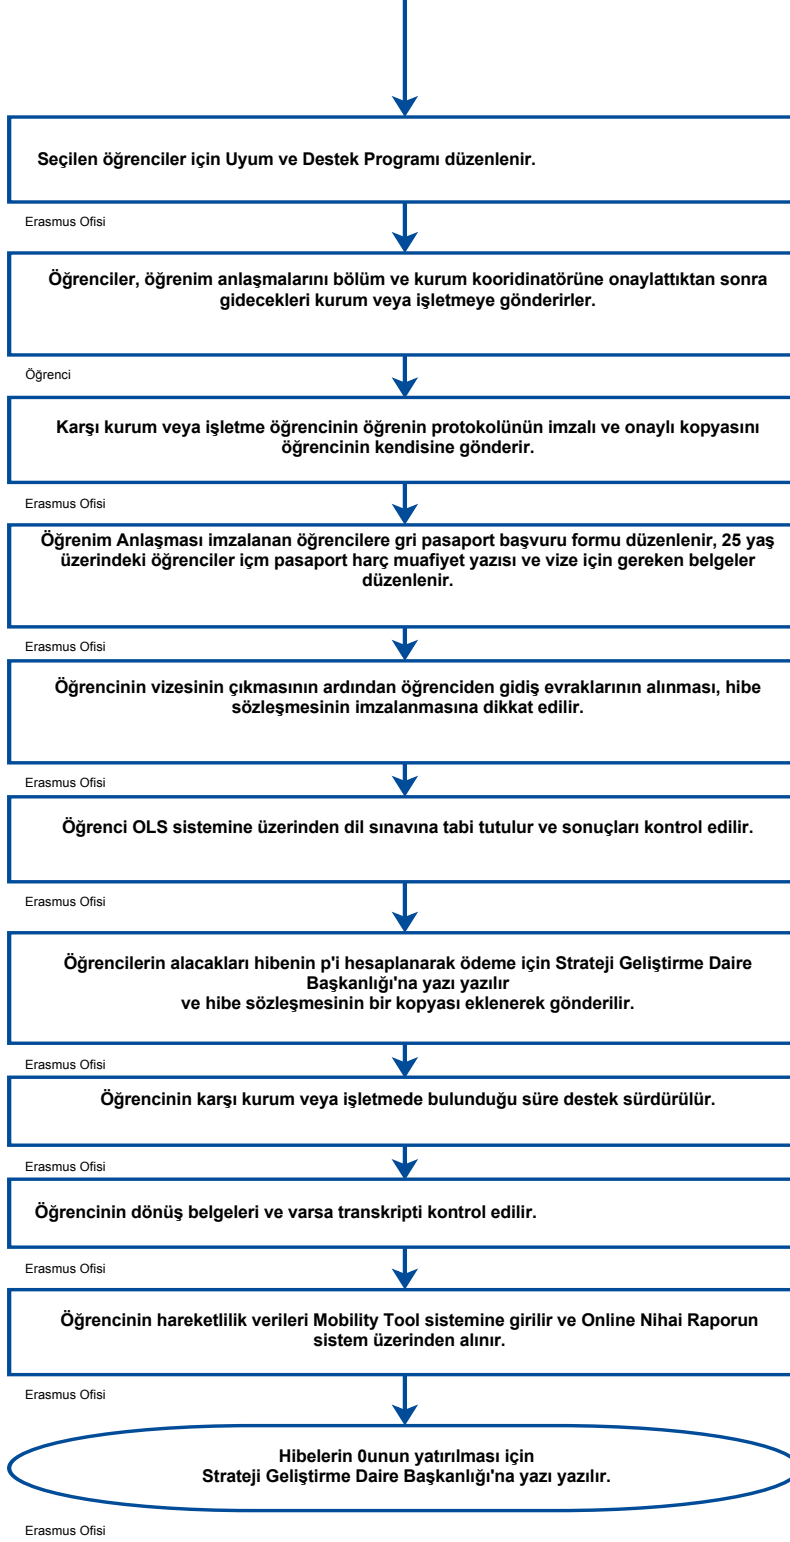 Seçilen öğrenciler için Uyum ve Destek Programı düzenlenir.
Erasmus Ofisi
Öğrenciler, öğrenim anlaşmalarını bölüm ve kurum kooridinatörüne onaylattıktan sonra
gidecekleri kurum veya işletmeye gönderirler.
Öğrenci
Karşı kurum veya işletme öğrencinin öğrenin protokolünün imzalı ve onaylı kopyasını
öğrencinin kendisine gönderir.
Erasmus Ofisi
Öğrenim Anlaşması imzalanan öğrencilere gri pasaport başvuru formu düzenlenir, 25 yaş
üzerindeki öğrenciler içm pasaport harç muafiyet yazısı ve vize için gereken belgeler
düzenlenir.
Erasmus Ofisi
Öğrencinin vizesinin çıkmasının ardından öğrenciden gidiş evraklarının alınması, hibe
sözleşmesinin imzalanmasına dikkat edilir.
Erasmus Ofisi
Öğrenci OLS sistemine üzerinden dil sınavına tabi tutulur ve sonuçları kontrol edilir.
Erasmus Ofisi
Öğrencilerin alacakları hibenin p'i hesaplanarak ödeme için Strateji Geliştirme Daire
Başkanlığı'na yazı yazılır
ve hibe sözleşmesinin bir kopyası eklenerek gönderilir.
Erasmus Ofisi
Öğrencinin karşı kurum veya işletmede bulunduğu süre destek sürdürülür.
Erasmus Ofisi
Öğrencinin dönüş belgeleri ve varsa transkripti kontrol edilir.
Erasmus Ofisi
Öğrencinin hareketlilik verileri Mobility Tool sistemine girilir ve Online Nihai Raporun
sistem üzerinden alınır.
Erasmus Ofisi
Hibelerin 0unun yatırılması için
Strateji Geliştirme Daire Başkanlığı'na yazı yazılır.
Erasmus Ofisi